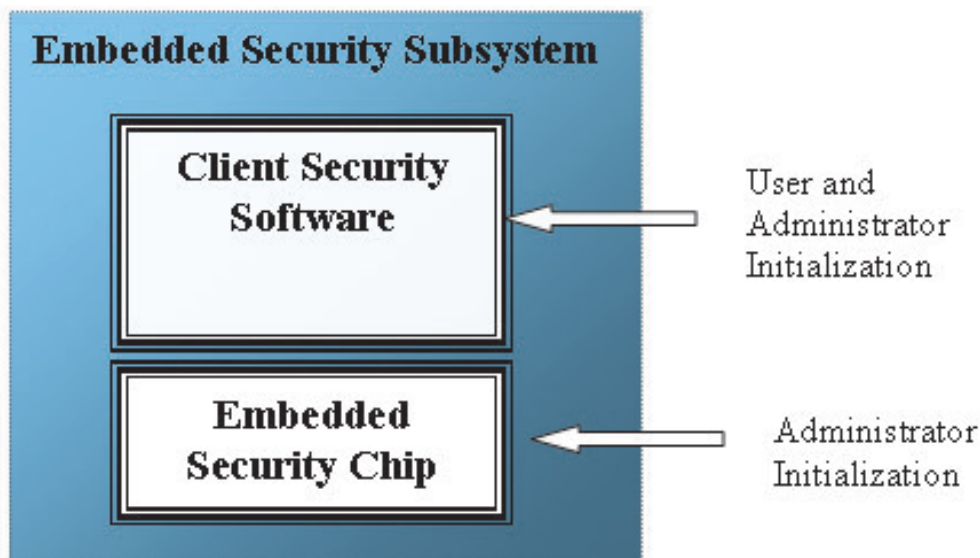 Embedded Security Subsystem
Client Security
Software
User and
Administrator
Initialization
Embedded
Security Chip
Administrator
Initialization